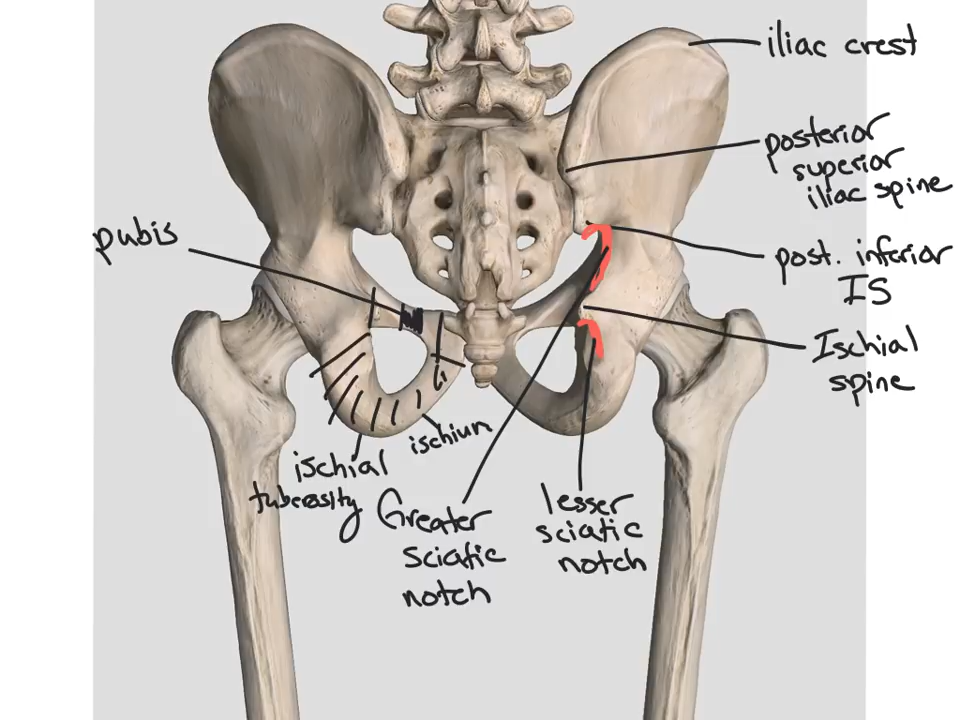 iliac crest
posterior
superior
iliac spine
pubis
post. inferior
IS
Ischial
spine
ischium
ischial
tuberosity
Greater
sciatic
notch
lesser
sciatic
notch